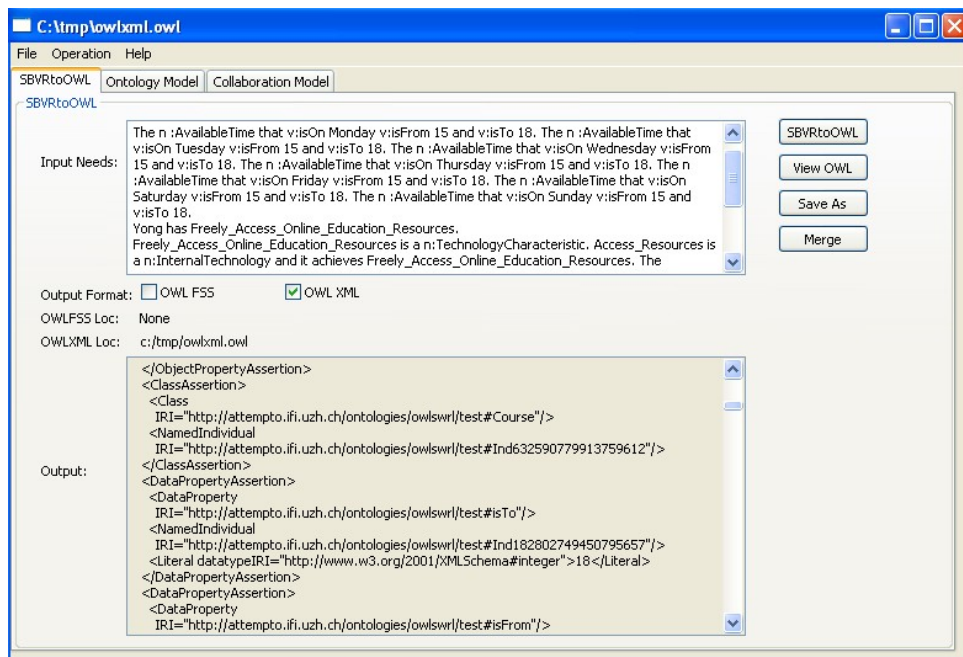 C:\tmp\owlxml.owl
File Operation Help
SBVRtoOWL Ontology Model Collaboration Model
SBVRtoOWL
Input Needs:
The n :AvailableTime that v:isOn Monday v:isFrom 15 and v:isTo 18. The n :AvailableTime that
v:isOn Tuesday v:isFrom 15 and v:isTo 18. The n :AvailableTime that v:isOn Wednesday v:isFrom
15 and v:isTo 18. The n :AvailableTime that v:isOn Thursday v:isFrom 15 and v:isTo 18. The n
:AvailableTime that v:isOn Friday v:isFrom 15 and v:isTo 18. The n :AvailableTime that v:isOn
Saturday v:isFrom 15 and v:isTo 18. The n :AvailableTime that v:isOn Sunday v:isFrom 15 and
v:isTo 18.
Yong has Freely_Access_Online_Education_Resources.
Freely_Access_Online_Education_Resources is a n:TechnologyCharacteristic. Access_Resources is
a n:InternalTechnology and it achieves Freely_Access_Online_Education_Resources. The
SBVRtoOWL
View OWL
Save As
Merge
Output Format: OWL FSS OWL XML
OWLFSS Loc: None
OWLXML Loc: c:/tmp/owlxml.owl
Output:
</ObjectPropertyAssertion>
<ClassAssertion>
<Class
IRI="http://attempto.ifi.uzh.ch/ontologies/owlswrl/test#Course"/>
<NamedIndividual
IRI="http://attempto.ifi.uzh.ch/ontologies/owlswrl/test#Ind632590779913759612"/>
</ClassAssertion>
<DataPropertyAssertion>
<DataProperty
IRI="http://attempto.ifi.uzh.ch/ontologies/owlswrl/test#isTo"/>
<NamedIndividual
IRI="http://attempto.ifi.uzh.ch/ontologies/owlswrl/test#Ind182802749450795657"/>
<Literal datatypeIRI="http://www.w3.org/2001/XMLSchema#integer">18</Literal>
</DataPropertyAssertion>
<DataPropertyAssertion>
<DataProperty
IRI="http://attempto.ifi.uzh.ch/ontologies/owlswrl/test#isFrom"/>